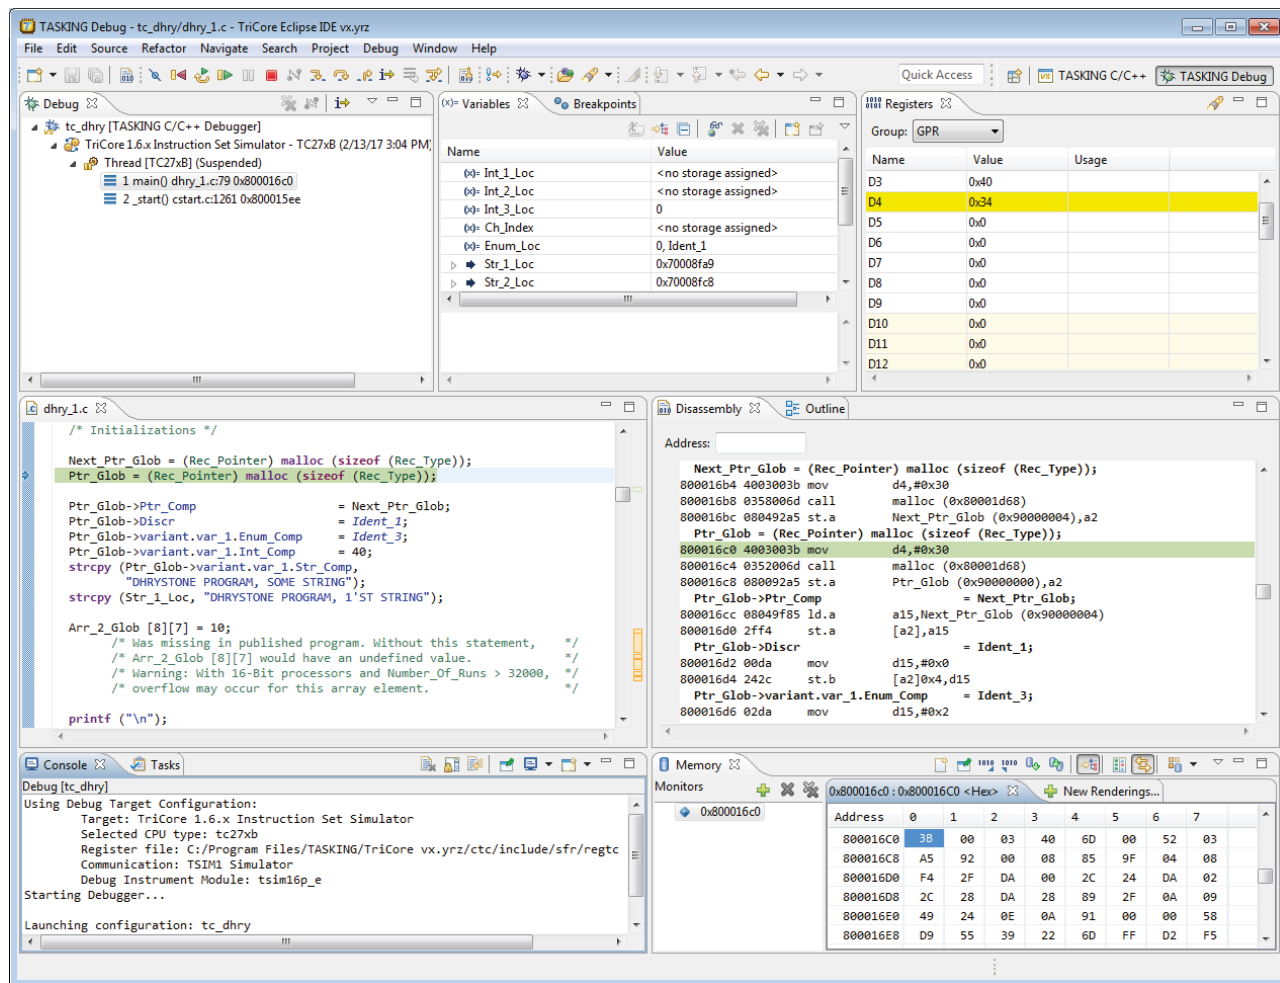 TASKING Debug - tc_dhry/dhry_1.c - TriCore Eclipse IDE vx.yrz
File Edit Source Refactor Navigate Search Project Debug Window Help
Quick Access TASKING C/C++ TASKING Debug
Debug
tc_dhry [TASKING C/C++ Debugger]
TriCore 1.6.x Instruction Set Simulator - TC27xB (2/13/17 3:04 PM)
Thread [TC27xB] (Suspended)
1 main() dhry_1.c:79 0x800016c0
2 _start() cstart.c:1261 0x800015ee
(x)= Variables Breakpoints
Name Value
(x)= Int_1_Loc <no storage assigned>
(x)= Int_2_Loc <no storage assigned>
(x)= Int_3_Loc 0
(x)= Ch_Index <no storage assigned>
(x)= Enum_Loc 0, Ident_1
Str_1_Loc 0x70008fa9
Str_2_Loc 0x70008fc8
1010 0101 Registers
Group: GPR
Name Value Usage
D3 0x40
D4 0x34
D5 0x0
D6 0x0
D7 0x0
D8 0x0
D9 0x0
D10 0x0
D11 0x0
D12 0x0
dhry_1.c
/* Initializations */
Next_Ptr_Glob = (Rec_Pointer) malloc (sizeof (Rec_Type));
Ptr_Glob = (Rec_Pointer) malloc (sizeof (Rec_Type));
Ptr_Glob->Ptr_Comp = Next_Ptr_Glob;
Ptr_Glob->Discr = Ident_1;
Ptr_Glob->variant.var_1.Enum_Comp = Ident_3;
Ptr_Glob->variant.var_1.Int_Comp = 40;
strcpy (Ptr_Glob->variant.var_1.Str_Comp,
"DHRYSTONE PROGRAM, SOME STRING");
strcpy (Str_1_Loc, "DHRYSTONE PROGRAM, 1'ST STRING");
Arr_2_Glob [8][7] = 10;
/* Was missing in published program. Without this statement, */
/* Arr_2_Glob [8][7] would have an undefined value. */
/* Warning: With 16-Bit processors and Number_Of_Runs > 32000, */
/* overflow may occur for this array element. */
printf ("\n");
Disassembly Outline
Address:
Next_Ptr_Glob = (Rec_Pointer) malloc (sizeof (Rec_Type));
800016b4 4003003b mov d4,#0x30
800016b8 0358006d call malloc (0x80001d68)
800016bc 080492a5 st.a Next_Ptr_Glob (0x90000004),a2
Ptr_Glob = (Rec_Pointer) malloc (sizeof (Rec_Type));
800016c0 4003003b mov d4,#0x30
800016c4 0352006d call malloc (0x80001d68)
800016c8 080092a5 st.a Ptr_Glob (0x90000000),a2
Ptr_Glob->Ptr_Comp = Next_Ptr_Glob;
800016cc 08049f85 ld.a a15,Next_Ptr_Glob (0x90000004)
800016d0 2ff4 st.a [a2],a15
Ptr_Glob->Discr = Ident_1;
800016d2 00da mov d15,#0x0
800016d4 242c st.b [a2]0x4,d15
Ptr_Glob->variant.var_1.Enum_Comp = Ident_3;
800016d6 02da mov d15,#0x2
Console Tasks
Debug [tc_dhry]
Using Debug Target Configuration:
Target: TriCore 1.6.x Instruction Set Simulator
Selected CPU type: tc27xb
Register file: C:/Program Files/TASKING/TriCore vx.yrz/ctc/include/sfr/regtc
Communication: TSIM1 Simulator
Debug Instrument Module: tsim16p_e
Starting Debugger...
Launching configuration: tc_dhry
Memory
Monitors
0x800016c0
0x800016c0 : 0x800016C0 <Hex> New Renderings...
Address 0 1 2 3 4 5 6 7
800016C0 3B 00 03 40 6D 00 52 03
800016C8 A5 92 00 08 85 9F 04 08
800016D0 F4 2F DA 00 2C 24 DA 02
800016D8 2C 28 DA 28 89 2F 0A 09
800016E0 49 24 0E 0A 91 00 00 58
800016E8 D9 55 39 22 6D FF D2 F5